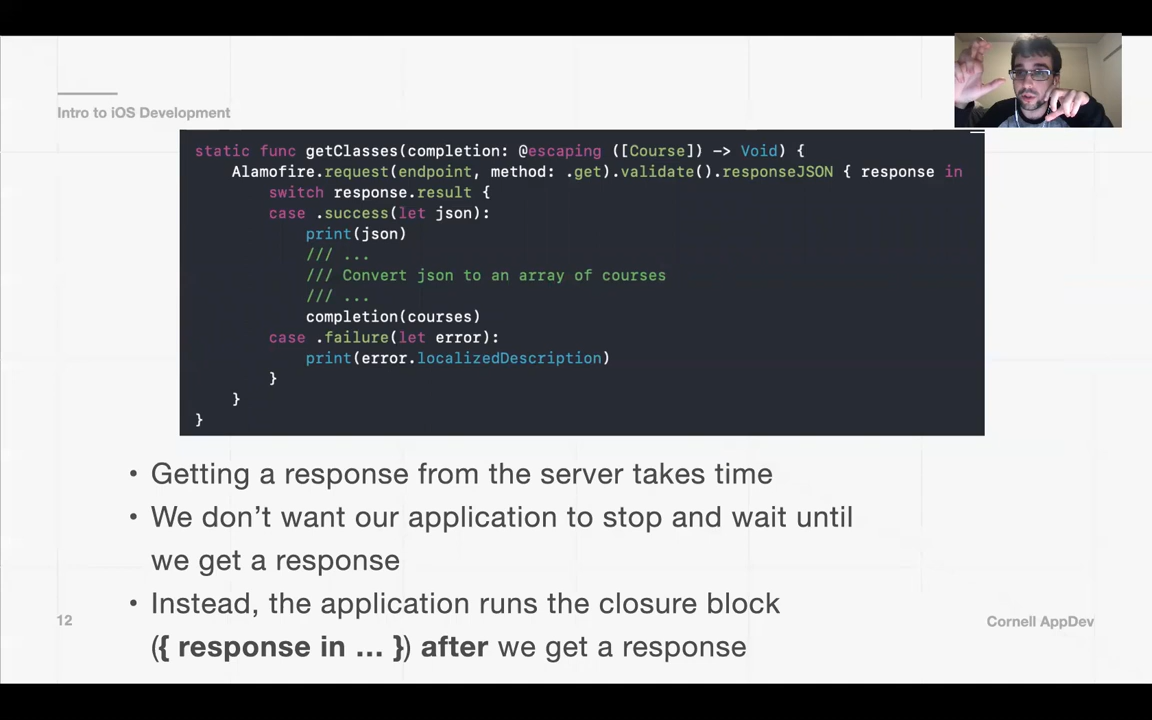 Intro to iOS Development
static func getClasses(completion: @escaping ([Course]) -> Void) {
Alamofire.request(endpoint, method: .get).validate().responseJSON { response in
switch response.result {
case .success(let json):
print(json)
/// ...
/// Convert json to an array of courses
/// ...
completion(courses)
case .failure(let error):
print(error.localizedDescription)
}
}
}
• Getting a response from the server takes time
• We don’t want our application to stop and wait until
we get a response
• Instead, the application runs the closure block
({ response in ... }) after we get a response
12
Cornell AppDev